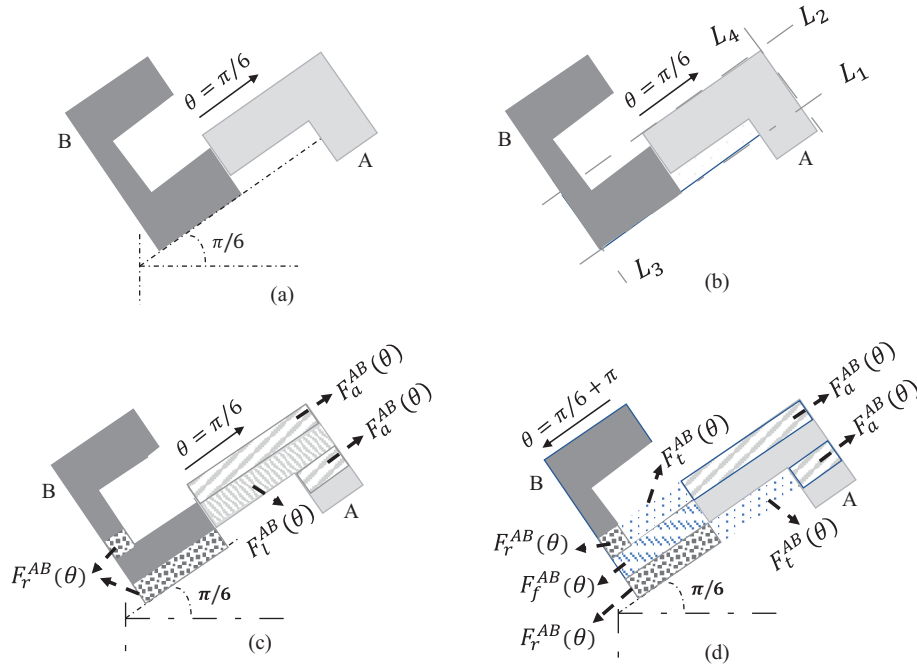 θ = π/6
B
A
π/6
(a)
L₄
L₂
θ = π/6
L₁
B
A
L₃
(b)
F_a^{AB}(θ)
θ = π/6
F_a^{AB}(θ)
B
A
F_l^{AB}(θ)
F_r^{AB}(θ)
π/6
(c)
θ = π/6 + π
F_a^{AB}(θ)
F_t^{AB}(θ)
F_a^{AB}(θ)
B
A
F_r^{AB}(θ)
F_t^{AB}(θ)
F_f^{AB}(θ)
π/6
F_r^{AB}(θ)
(d)